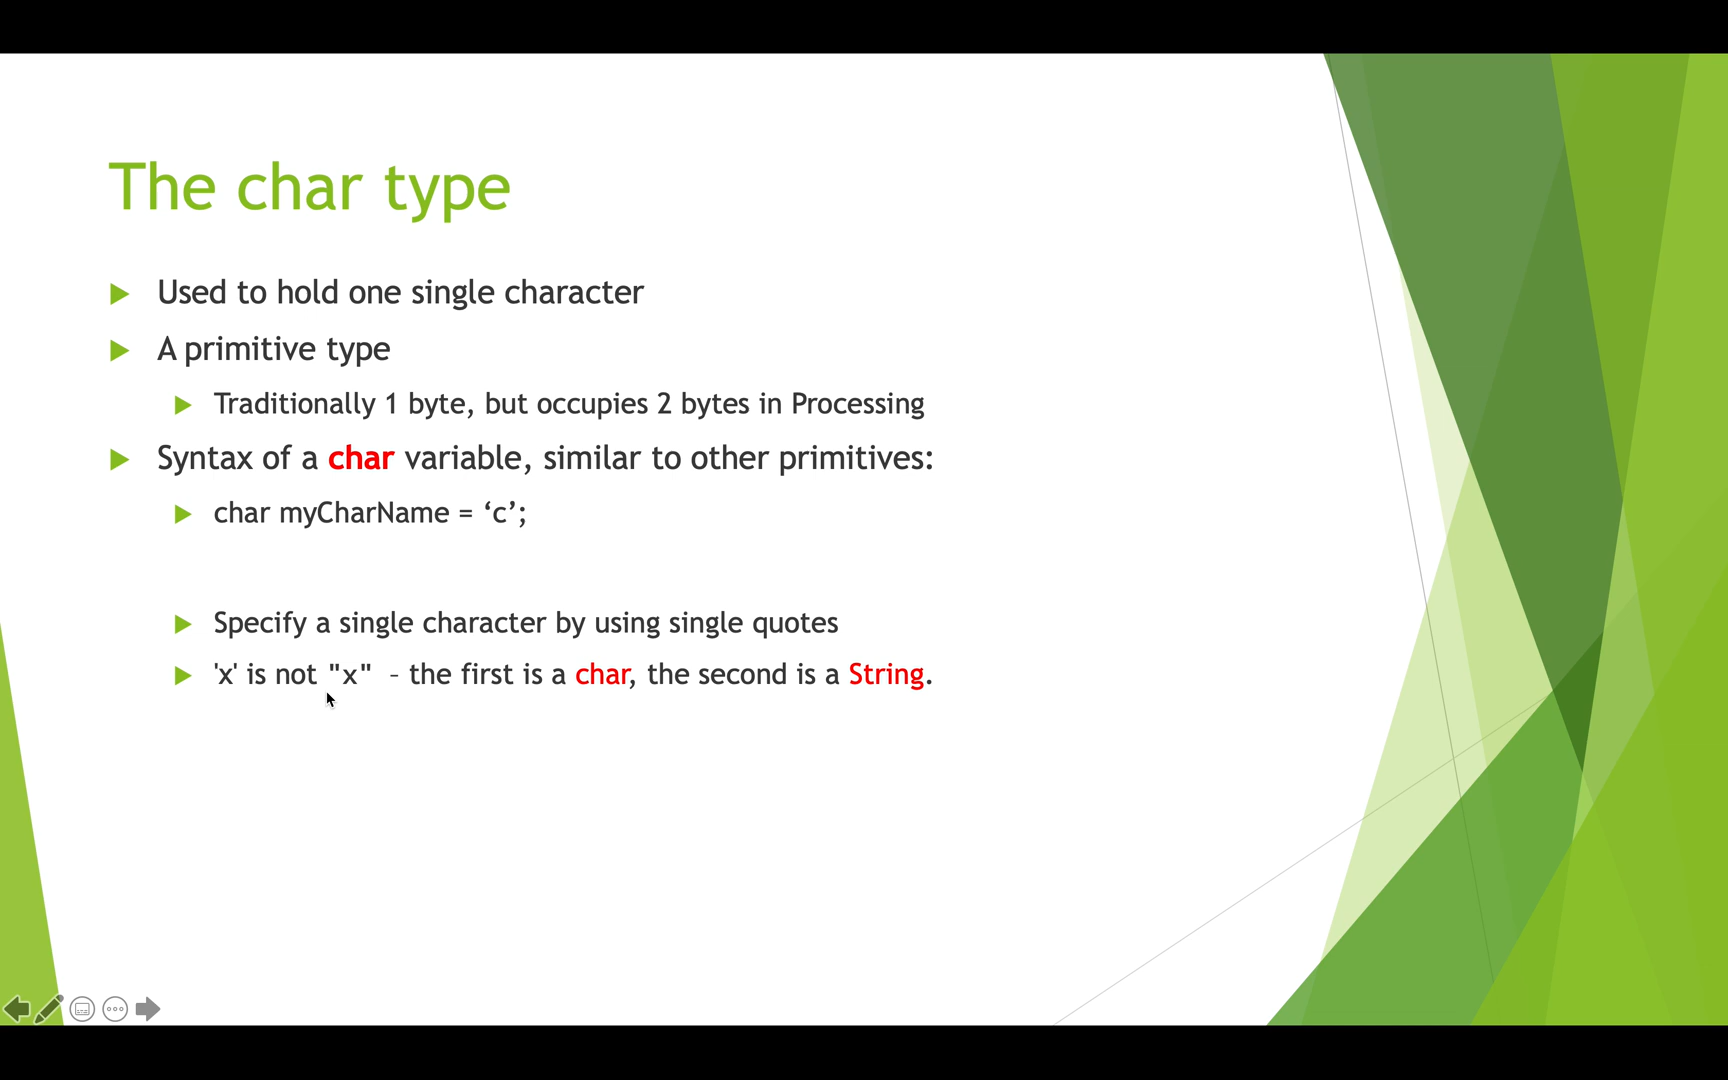 The char type
Used to hold one single character
A primitive type
Traditionally 1 byte, but occupies 2 bytes in Processing
Syntax of a char variable, similar to other primitives:
char myCharName = ‘c’;
Specify a single character by using single quotes
'x' is not "x"  – the first is a char, the second is a String.